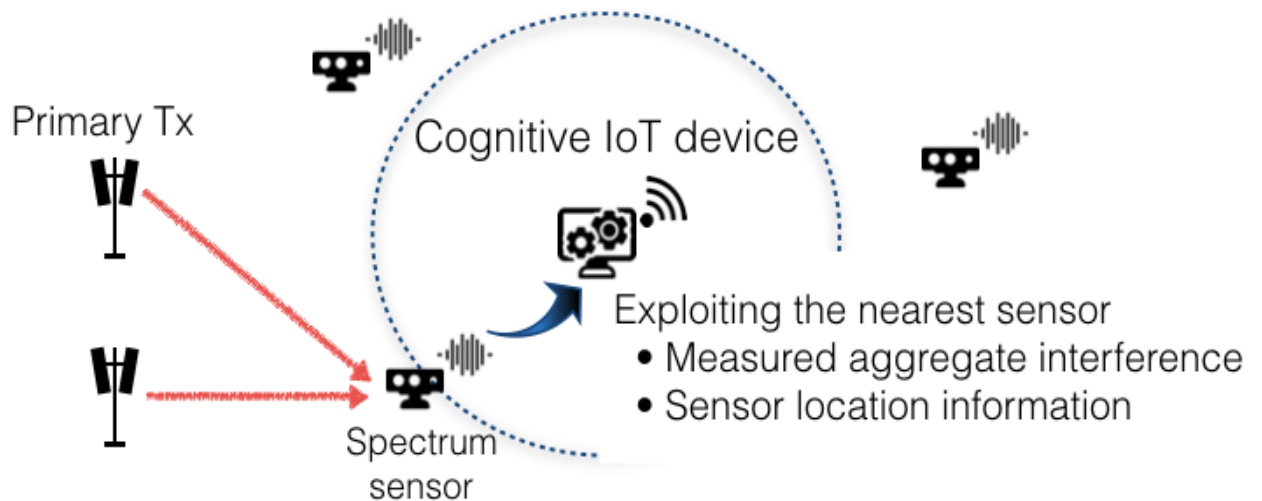 Primary Tx
Cognitive IoT device
Exploiting the nearest sensor
• Measured aggregate interference
• Sensor location information
Spectrum
sensor